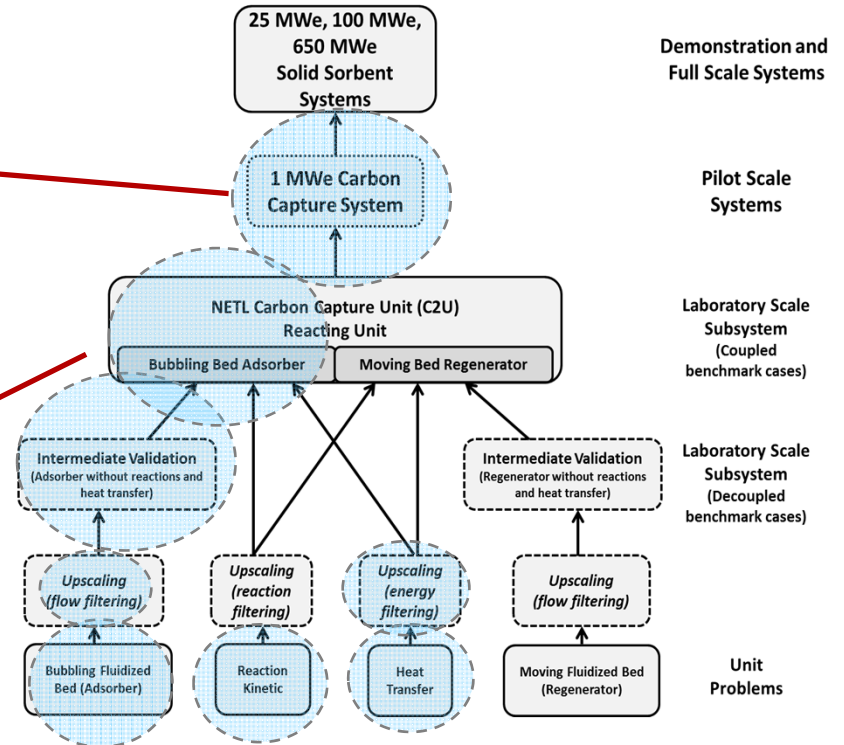 25 MWe, 100 MWe,
650 MWe
Solid Sorbent
Systems
Demonstration and
Full Scale Systems
1 MWe Carbon
Capture System
Pilot Scale
Systems
NETL Carbon Capture Unit (C2U)
Reacting Unit
Bubbling Bed Adsorber
Moving Bed Regenerator
Laboratory Scale
Subsystem
(Coupled
benchmark cases)
Intermediate Validation
(Adsorber without reactions and
heat transfer)
Intermediate Validation
(Regenerator without reactions
and heat transfer)
Laboratory Scale
Subsystem
(Decoupled
benchmark cases)
Upscaling
(flow filtering)
Upscaling
(reaction
filtering)
Upscaling
(energy
filtering)
Upscaling
(flow filtering)
Bubbling Fluidized
Bed (Adsorber)
Reaction
Kinetic
Heat
Transfer
Moving Fluidized Bed
(Regenerator)
Unit
Problems